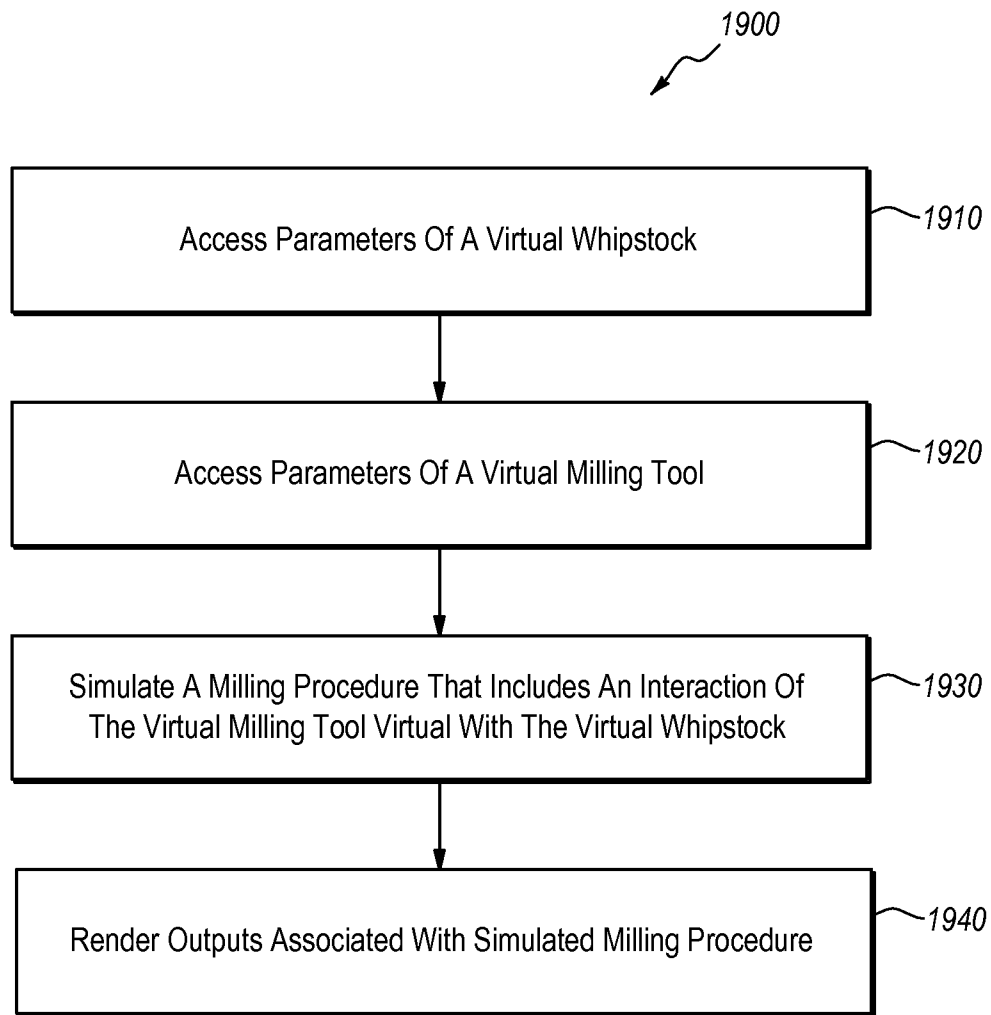 1900
Access Parameters Of A Virtual Whipstock
1910
Access Parameters Of A Virtual Milling Tool
1920
Simulate A Milling Procedure That Includes An Interaction Of
The Virtual Milling Tool Virtual With The Virtual Whipstock
1930
Render Outputs Associated With Simulated Milling Procedure
1940